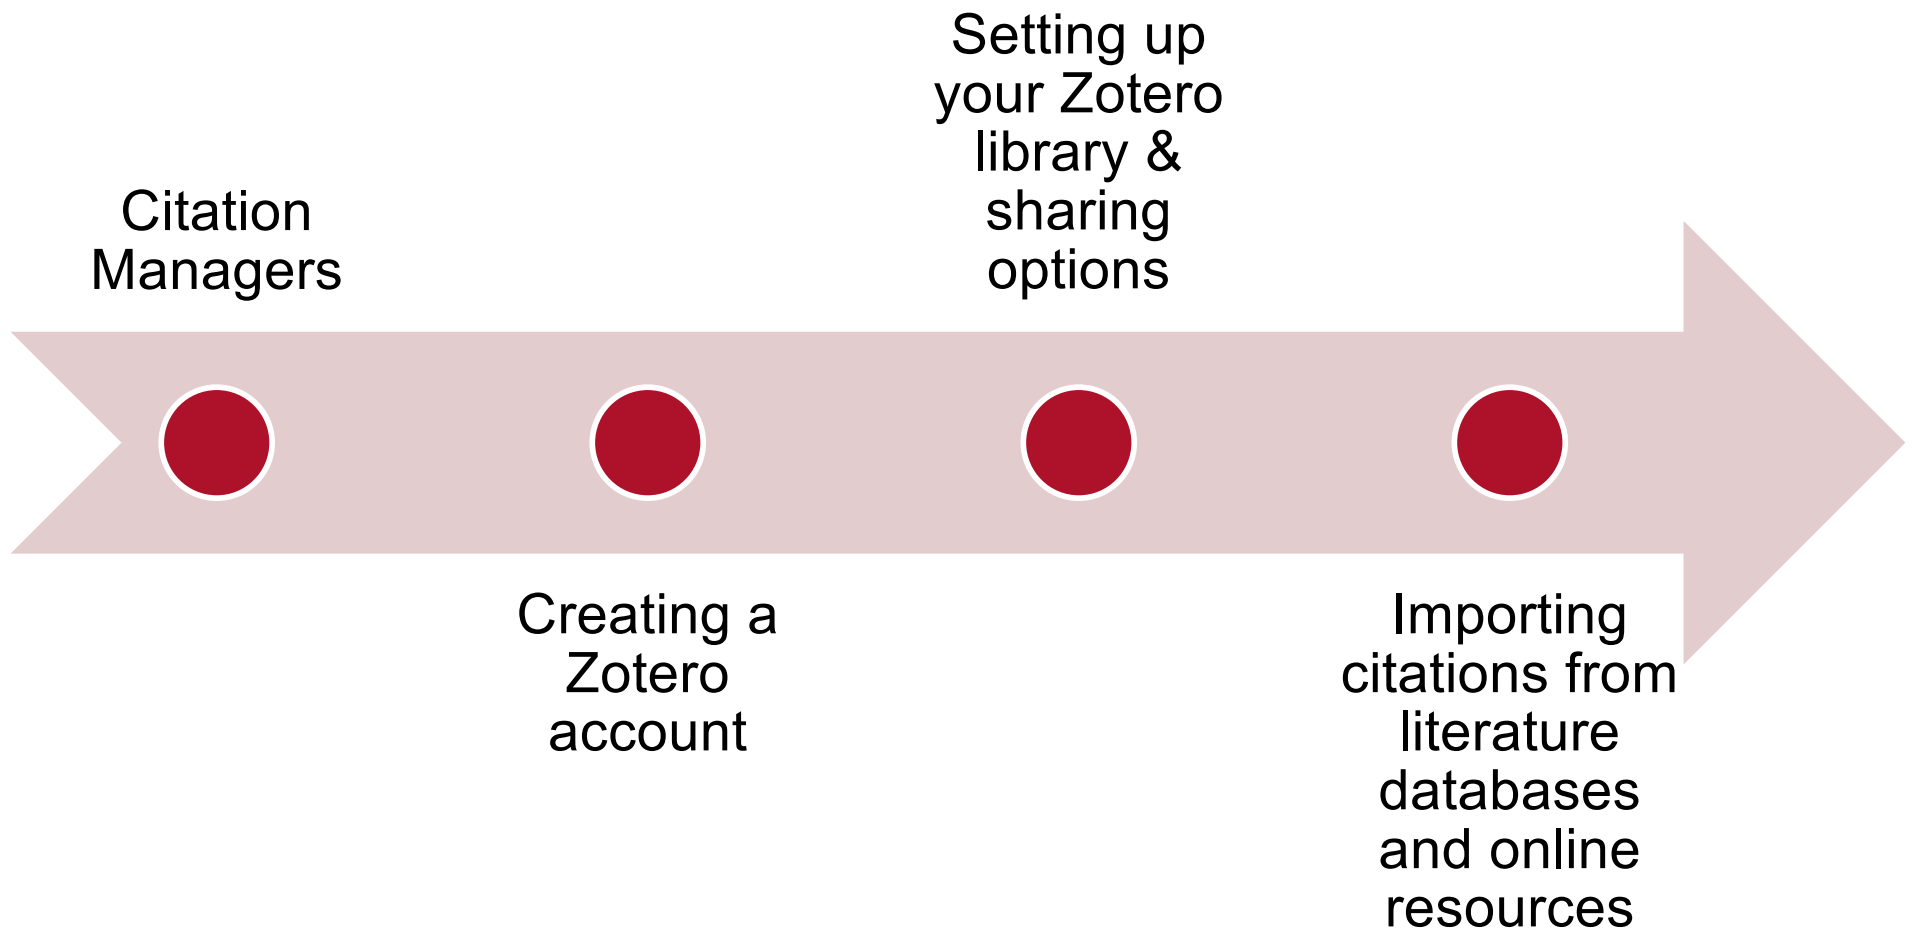 Citation
Managers
Creating a
Zotero
account
Setting up
your Zotero
library &
sharing
options
Importing
citations from
literature
databases
and online
resources